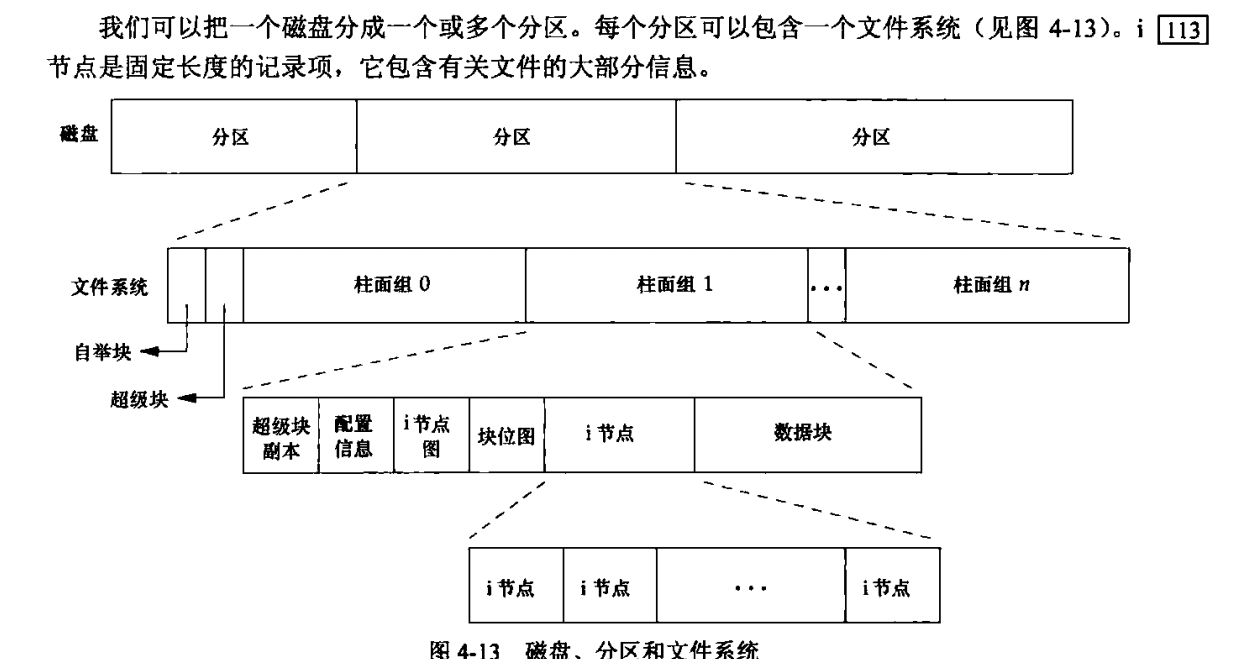 我们可以把一个磁盘分成一个或多个分区。每个分区可以包含一个文件系统（见图 4-13）。i 113
节点是固定长度的记录项，它包含有关文件的大部分信息。
磁盘 分区 分区 分区
文件系统 柱面组 0 柱面组 1 ... 柱面组 n
自举块
超级块
超级块 配置 i节点 块位图 i 节点 数据块
副本 信息 图
i 节点 i 节点 ... i 节点
图 4-13 磁盘、分区和文件系统